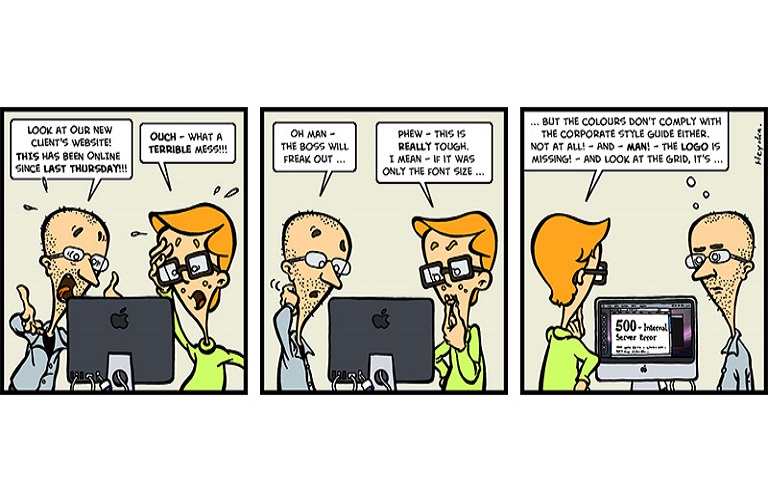 LOOK AT OUR NEW
CLIENT'S WEBSITE!
THIS HAS BEEN ONLINE
SINCE LAST THURSDAY!!!
OUCH - WHAT A
TERRIBLE MESS!!!
OH MAN -
THE BOSS WILL
FREAK OUT ...
PHEW - THIS IS
REALLY TOUGH.
I MEAN - IF IT WAS
ONLY THE FONT SIZE ...
... BUT THE COLOURS DON'T COMPLY WITH
THE CORPORATE STYLE GUIDE EITHER.
NOT AT ALL! - AND - MAN! - THE LOGO IS
MISSING! - AND LOOK AT THE GRID, IT'S ...
Heydka.
500 - Internal
Server Error